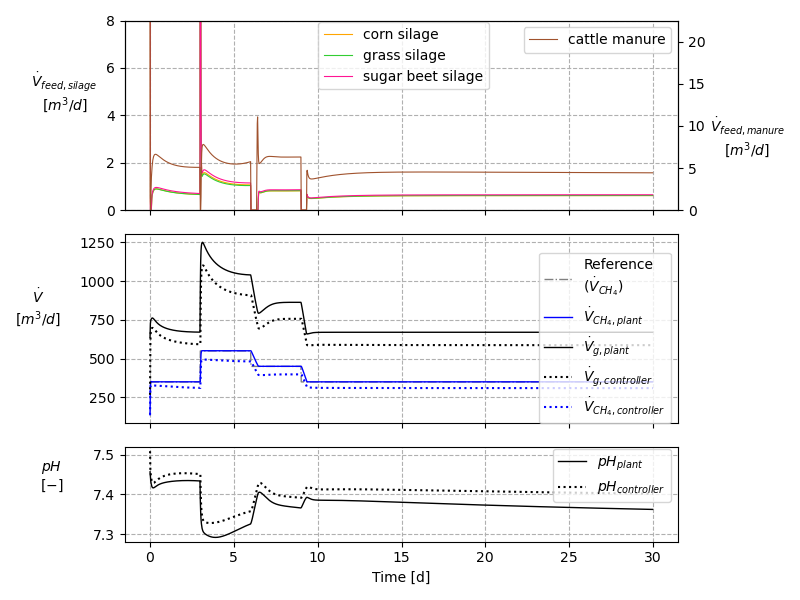 8
6
4
2
0
V̇feed, silage
[m³/d]
corn silage
grass silage
sugar beet silage
cattle manure
20
15
10
5
0
V̇feed, manure
[m³/d]
1250
1000
750
500
250
V̇
[m³/d]
Reference
(V̇CH₄)
V̇CH₄, plant
V̇g, plant
V̇g, controller
V̇CH₄, controller
7.5
7.4
7.3
pH
[−]
pHplant
pHcontroller
0 5 10 15 20 25 30
Time [d]